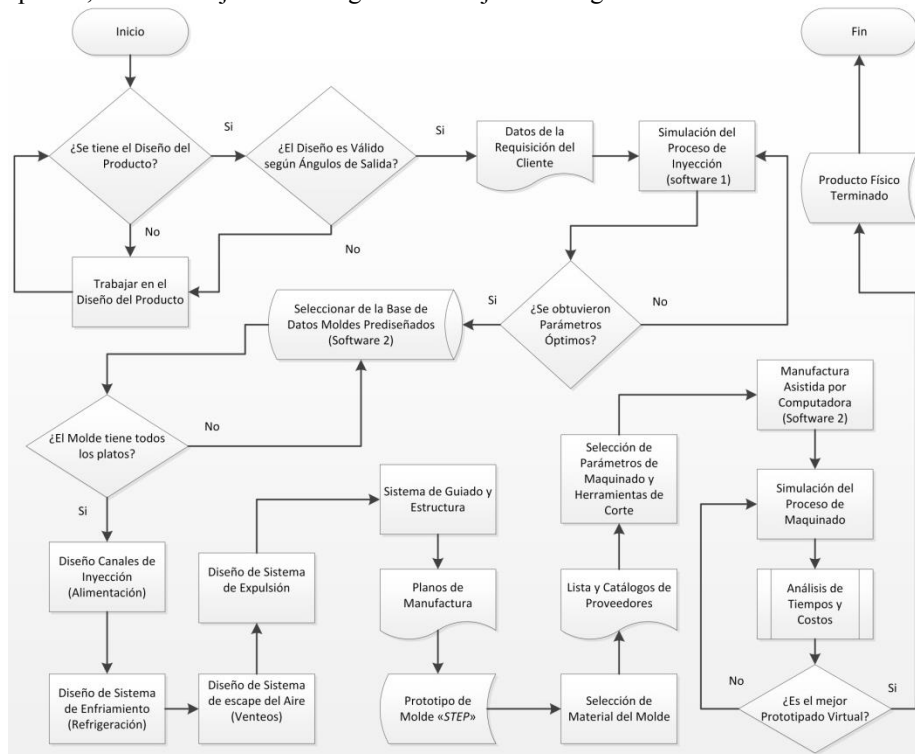 Inicio
Fin
¿Se tiene el Diseño del
Producto?
Si
¿El Diseño es Válido
según Ángulos de Salida?
Si
Datos de la
Requisición del
Cliente
Simulación del
Proceso de
Inyección
(software 1)
Producto Físico
Terminado
No
No
Trabajar en el
Diseño del Producto
Seleccionar de la Base de
Datos Moldes Prediseñados
(Software 2)
Si
¿Se obtuvieron
Parámetros
Óptimos?
No
¿El Molde tiene todos
los platos?
No
Si
Diseño Canales de
Inyección
(Alimentación)
Diseño de Sistema
de Enfriamiento
(Refrigeración)
Diseño de Sistema
de escape del Aire
(Venteos)
Diseño de Sistema
de Expulsión
Sistema de Guiado y
Estructura
Planos de
Manufactura
Prototipo de
Molde «STEP»
Selección de
Material del Molde
Lista y Catálogos de
Proveedores
Selección de
Parámetros de
Maquinado y
Herramientas de
Corte
Manufactura
Asistida por
Computadora
(Software 2)
Simulación del
Proceso de
Maquinado
Análisis de
Tiempos y
Costos
No
¿Es el mejor
Prototipado Virtual?
Si